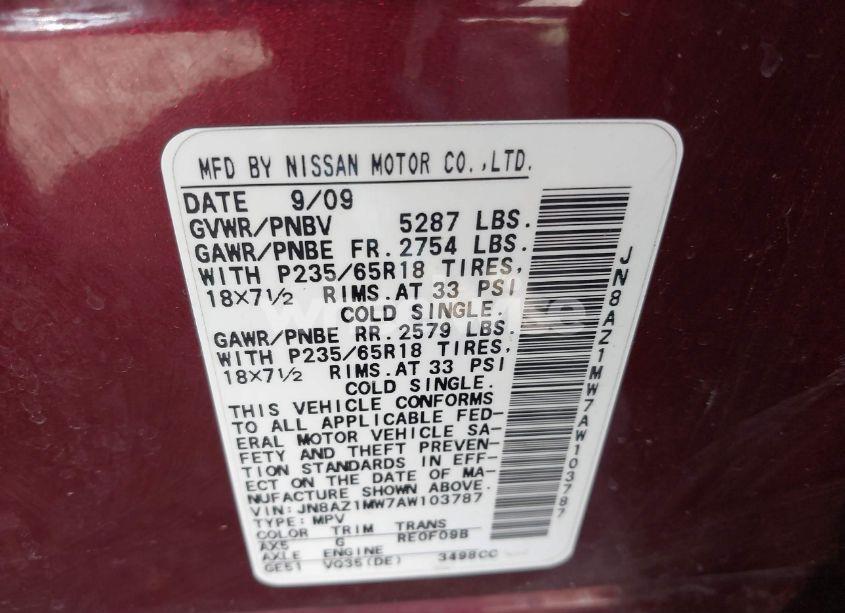 MFD BY NISSAN MOTOR CO.,LTD.
DATE 9/09
GVWR/PNBV 5287 LBS.
GAWR/PNBE FR. 2754 LBS.
WITH P235/65R18 TIRES,
18×7½ RIMS. AT 33 PSI
COLD SINGLE.
GAWR/PNBE RR. 2579 LBS.
WITH P235/65R18 TIRES,
18×7½ RIMS. AT 33 PSI
COLD SINGLE.
THIS VEHICLE CONFORMS
TO ALL APPLICABLE FED-
ERAL MOTOR VEHICLE SA-
FETY AND THEFT PREVEN-
TION STANDARDS IN EFF-
ECT ON THE DATE OF MA-
NUFACTURE SHOWN ABOVE.
VIN: JN8AZ1MW7AW103787
TYPE: MPV
COLOR TRIM TRANS
AX5 G RE0F09B
AXLE ENGINE
GE51 VQ35(DE) 3498CC
JN8AZ1MW7AW103787